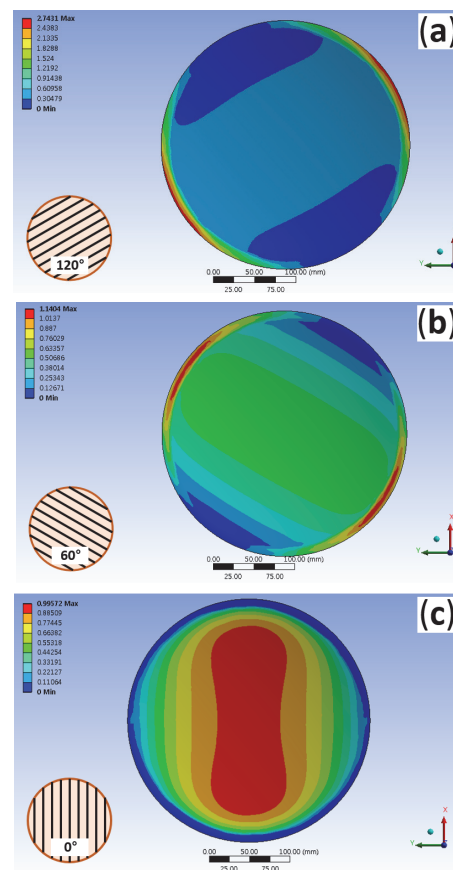 2.7431 Max
2.4383
2.1335
1.8288
1.524
1.2192
0.91438
0.60958
0.30479
0 Min
(a)
120°
0.00 50.00 100.00 (mm)
25.00 75.00
Y
1.1404 Max
1.0137
0.887
0.76029
0.63357
0.50686
0.38014
0.25343
0.12671
0 Min
(b)
60°
0.00 50.00 100.00 (mm)
25.00 75.00
X
Y
0.99572 Max
0.88509
0.77445
0.66382
0.55318
0.44254
0.33191
0.22127
0.11064
0 Min
(c)
0°
0.00 50.00 100.00 (mm)
25.00 75.00
X
Y